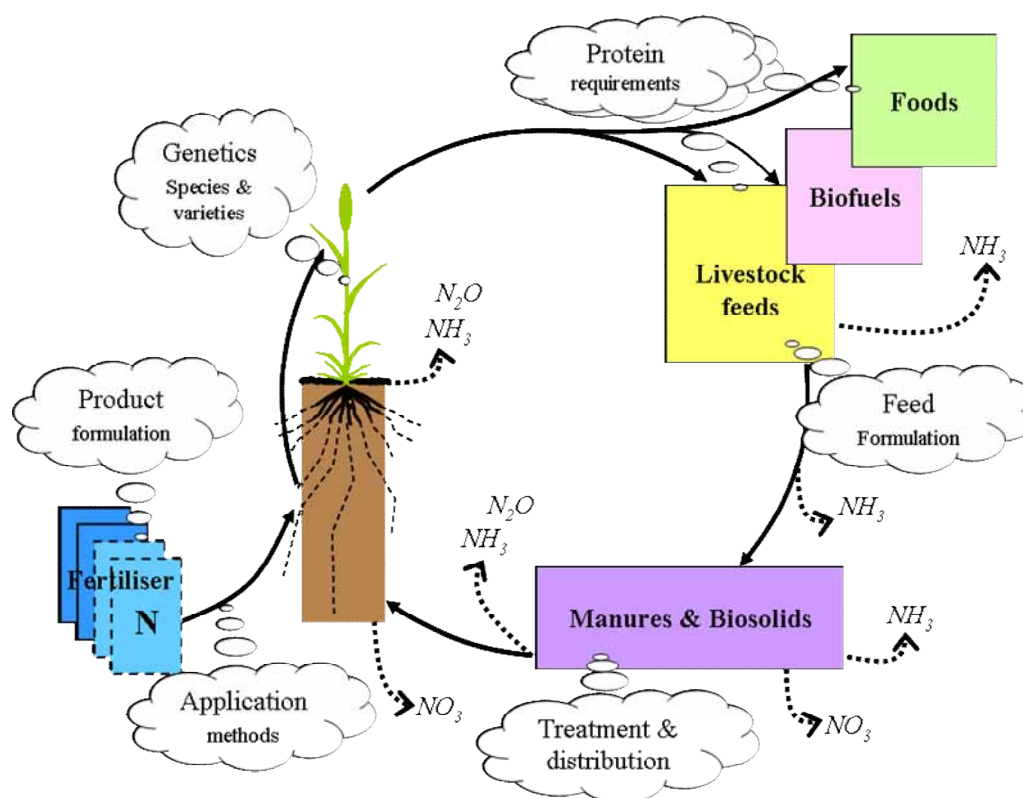 Protein
requirements
Foods
Genetics
Species &
varieties
Biofuels
Livestock
feeds
NH3
N2O
NH3
Product
formulation
Feed
Formulation
NH3
N2O
NH3
Fertiliser
N
Manures & Biosolids
NH3
Application
methods
NO3
Treatment &
distribution
NO3